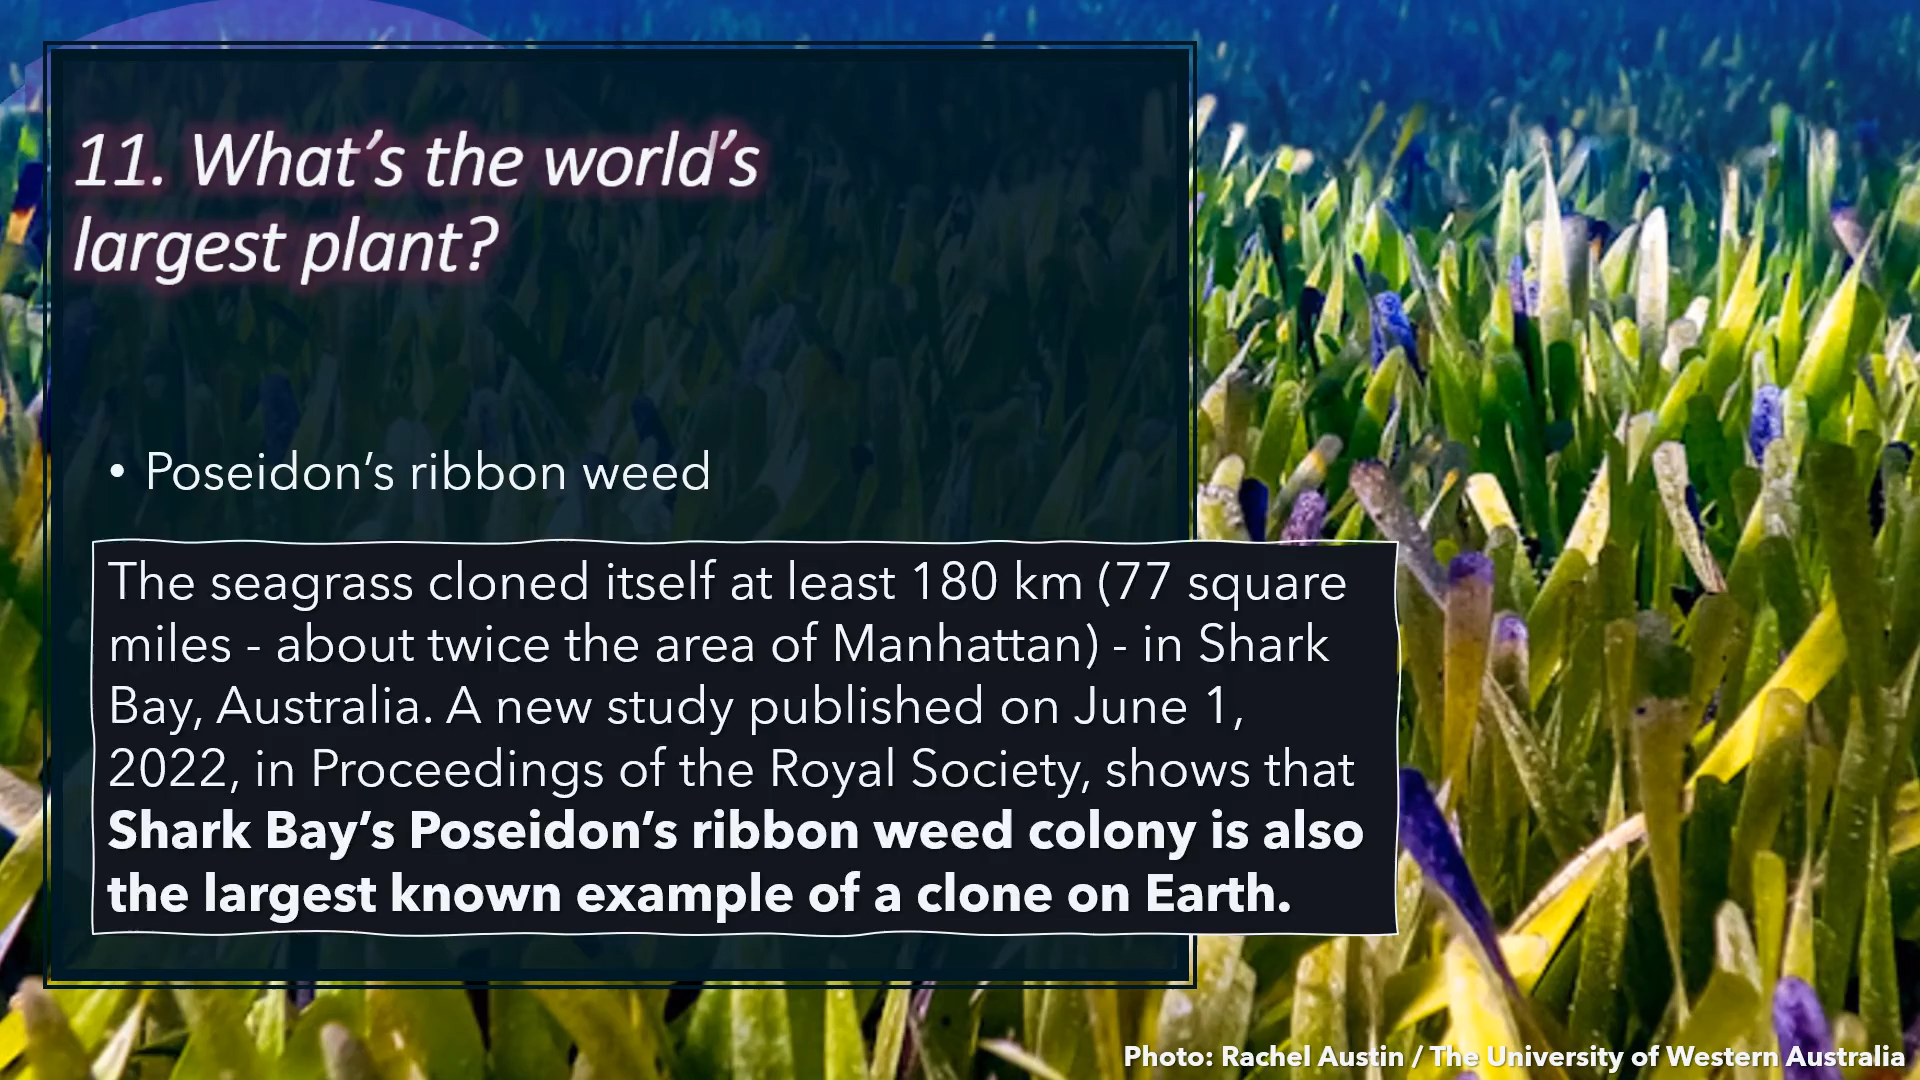 11. What’s the world’s
largest plant?
• Poseidon’s ribbon weed
The seagrass cloned itself at least 180 km (77 square
miles - about twice the area of Manhattan) - in Shark
Bay, Australia. A new study published on June 1,
2022, in Proceedings of the Royal Society, shows that
Shark Bay’s Poseidon’s ribbon weed colony is also
the largest known example of a clone on Earth.
Photo: Rachel Austin / The University of Western Australia